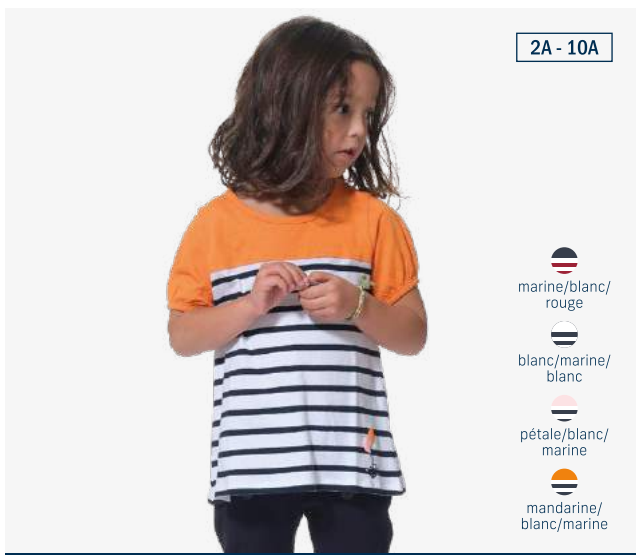 2A - 10A
marine/blanc/
rouge
blanc/marine/
blanc
pétale/blanc/
marine
mandarine/
blanc/marine